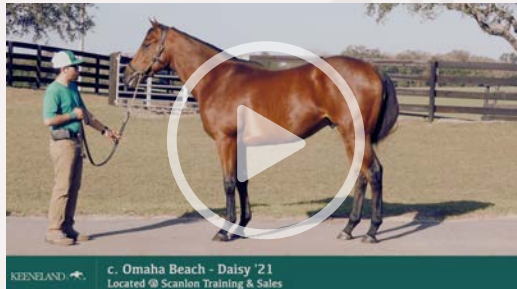 KEENELAND
c. Omaha Beach - Daisy '21
Located @ Scanlon Training & Sales